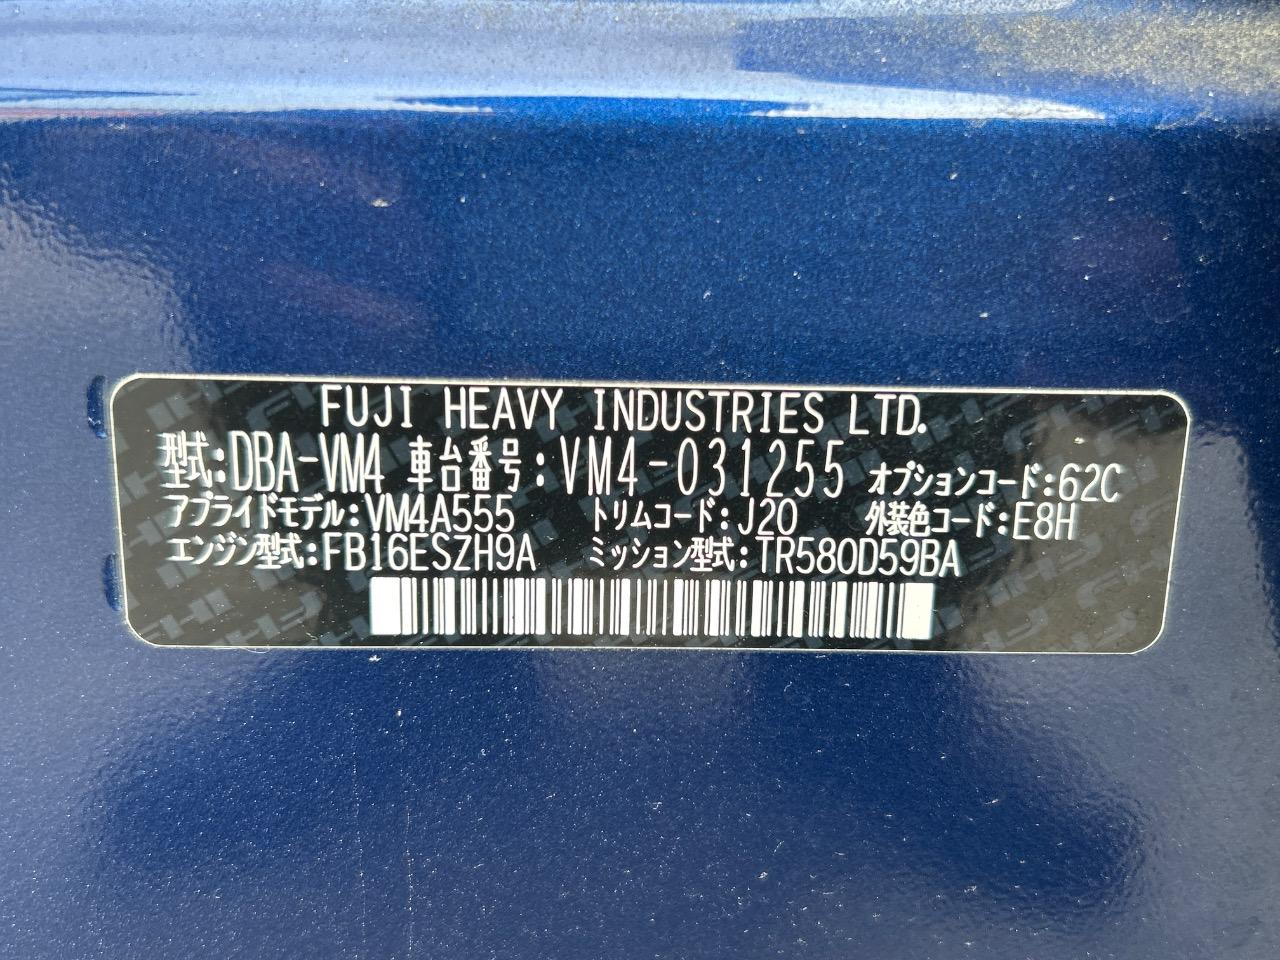 FUJI HEAVY INDUSTRIES LTD.
型式:DBA-VM4 車台番号:VM4-031255 オプションコード:62C
アプライドモデル:VM4A555 トリムコード:J20 外装色コード:E8H
エンジン型式:FB16ESZH9A ミッション型式:TR580D59BA